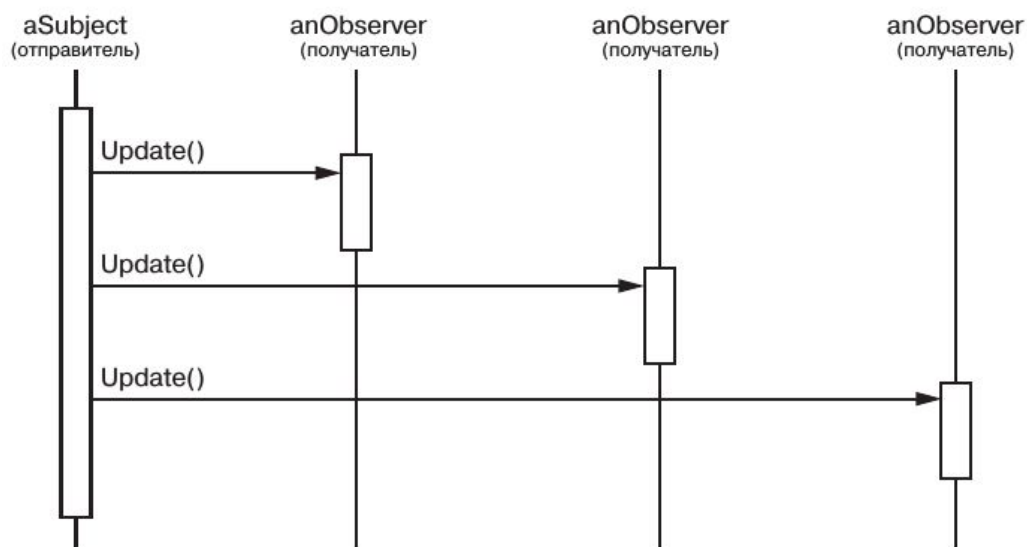 aSubject
(отправитель)
anObserver
(получатель)
anObserver
(получатель)
anObserver
(получатель)
Update()
Update()
Update()